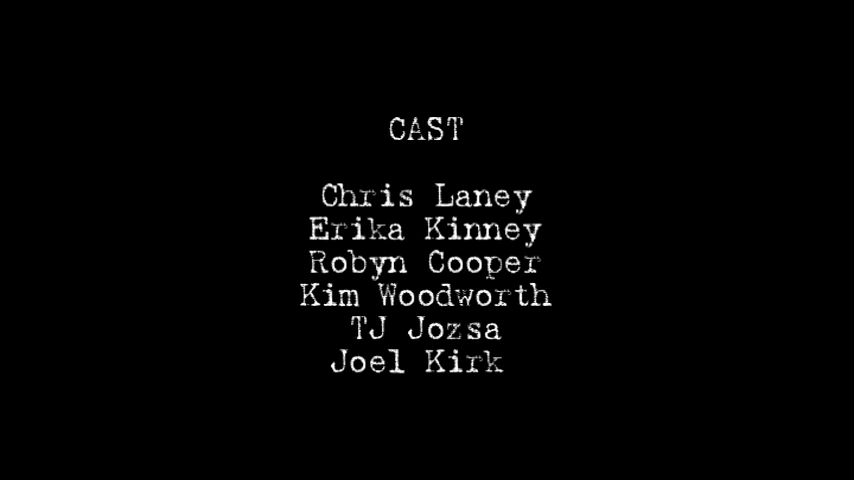 CAST
Chris Laney
Erika Kinney
Robyn Cooper
Kim Woodworth
TJ Jozsa
Joel Kirk